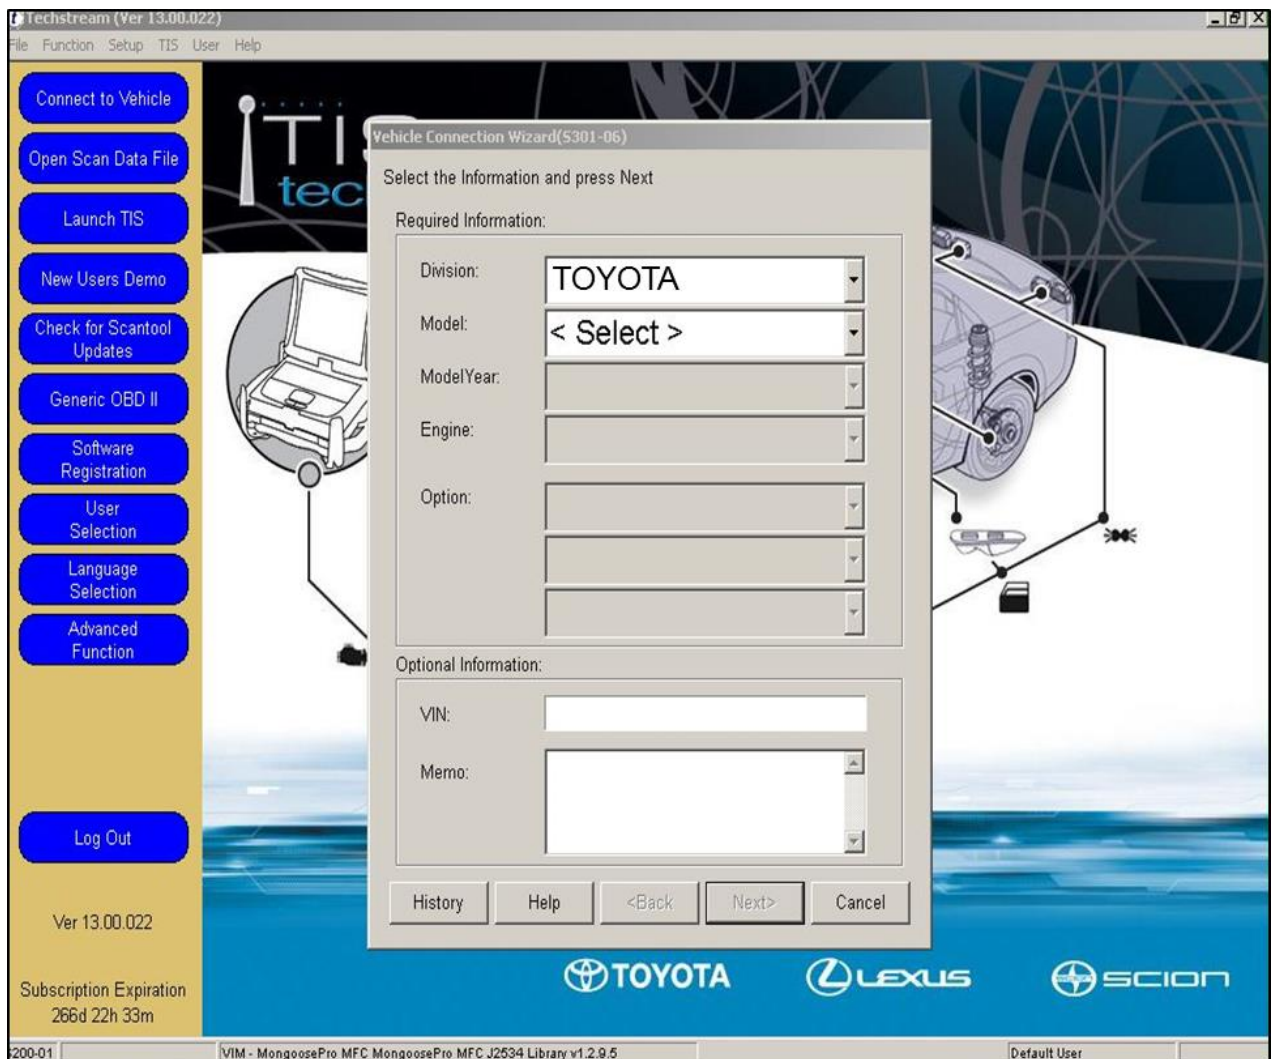 Techstream (Ver 13.00.022)
File Function Setup TIS User Help
Connect to Vehicle
Open Scan Data File
Launch TIS
New Users Demo
Check for Scantool
Updates
Generic OBD II
Software
Registration
User
Selection
Language
Selection
Advanced
Function
Log Out
Ver 13.00.022
Subscription Expiration
266d 22h 33m
TIS
tec
Vehicle Connection Wizard(S301-06)
Select the Information and press Next
Required Information:
Division:
TOYOTA
Model:
< Select >
ModelYear:
Engine:
Option:
Optional Information:
VIN:
Memo:
History Help <Back Next> Cancel
TOYOTA LEXUS SCION
S200-01 VIM - MongoosePro MFC MongoosePro MFC J2534 Library v1.2.9.5 Default User